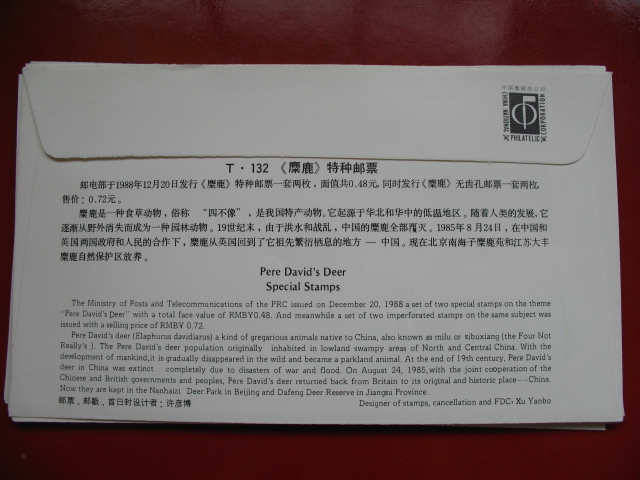 中国集邮总公司
CHINA NATIONAL
PHILATELIC
CORPORATION
T·132 《麋鹿》特种邮票
邮电部于1988年12月20日发行《麋鹿》特种邮票一套两枚，面值共0.48元，同时发行《麋鹿》无齿孔邮票一套两枚，
售价：0.72元。
麋鹿是一种食草动物，俗称 “四不像”，是我国特产动物。它起源于华北和华中的低温地区。随着人类的发展，它
逐渐从野外消失而成为一种园林动物。19世纪末，由于洪水和战乱，中国的麋鹿全部覆灭。1985年8月24日，在中国和
英国两国政府和人民的合作下，麋鹿从英国回到了它祖先繁衍栖息的地方 — 中国。现在北京南海子麋鹿苑和江苏大丰
麋鹿自然保护区放养。
Pere David's Deer
Special Stamps
The Ministry of Posts and Telecommunications of the PRC issued on December 20, 1988 a set of two special stamps on the theme
"Pere David's Deer" with a total face value of RMB¥0.48. And meanwhile a set of two imperforated stamps on the same subject was
issued with a selling price of RMB¥ 0.72.
Pere David's deer (Elaphurus davidiarus) a kind of gregarious animals native to China, also known as milu or sibuxiang (the Four Not
Really's ). The Pere David's deer population originally inhabited in lowland swampy areas of North and Central China. With the
development of mankind,it is gradually disappeared in the wild and became a parkland animal. At the end of 19th century, Pere David's
deer in China was extinct completely due to disasters of war and flood. On August 24, 1985,with the joint cooperation of the
Chinese and British governments and peoples, Pere David's deer returned back from Britain to its original and historic place——China.
Now they are kept in the Nanhaizi Deer Park in Beijing and Dafeng Deer Reserve in Jiangsu Province.
邮票、邮戳、首日封设计者：许彦博 Designer of stamps, cancellation and FDC: Xu Yanbo